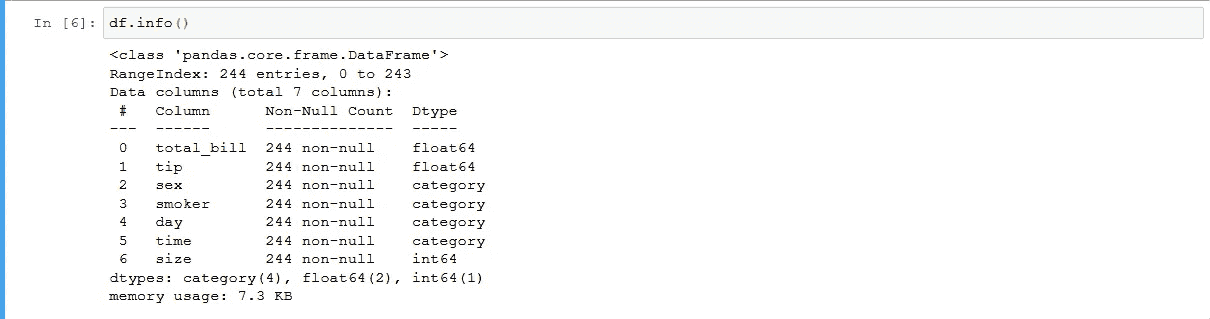 In [6]: df.info()
<class 'pandas.core.frame.DataFrame'>
RangeIndex: 244 entries, 0 to 243
Data columns (total 7 columns):
 #   Column      Non-Null Count  Dtype
---  ------      --------------  -----
 0   total_bill  244 non-null    float64
 1   tip         244 non-null    float64
 2   sex         244 non-null    category
 3   smoker      244 non-null    category
 4   day         244 non-null    category
 5   time        244 non-null    category
 6   size        244 non-null    int64
dtypes: category(4), float64(2), int64(1)
memory usage: 7.3 KB